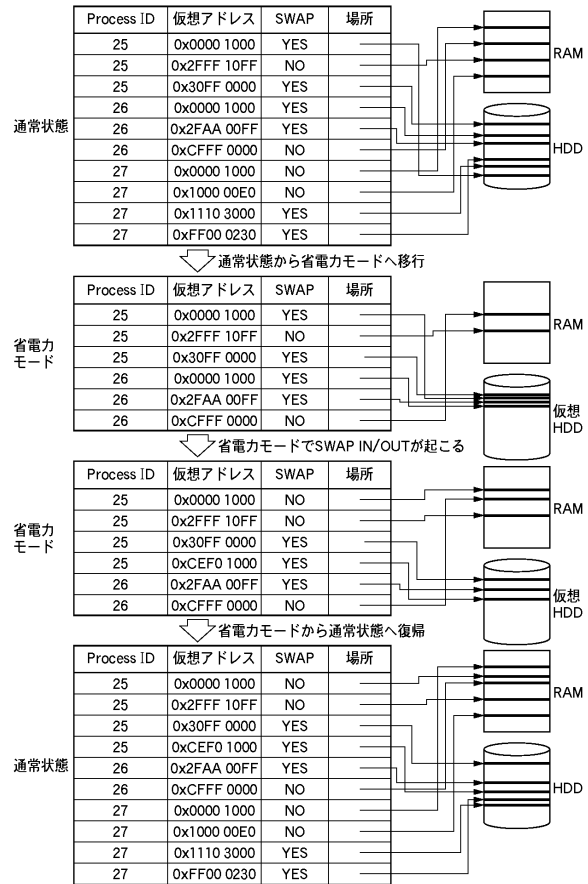 Process ID 仮想アドレス SWAP 場所
25 0x0000 1000 YES
25 0x2FFF 10FF NO
25 0x30FF 0000 YES
26 0x0000 1000 YES
26 0x2FAA 00FF YES
26 0xCFFF 0000 NO
27 0x0000 1000 NO
27 0x1000 00E0 NO
27 0x1110 3000 YES
27 0xFF00 0230 YES
通常状態
RAM
HDD
通常状態から省電力モードへ移行
Process ID 仮想アドレス SWAP 場所
25 0x0000 1000 YES
25 0x2FFF 10FF NO
25 0x30FF 0000 YES
26 0x0000 1000 YES
26 0x2FAA 00FF YES
26 0xCFFF 0000 NO
省電力
モード
RAM
仮想
HDD
省電力モードでSWAP IN/OUTが起こる
Process ID 仮想アドレス SWAP 場所
25 0x0000 1000 NO
25 0x2FFF 10FF NO
25 0x30FF 0000 YES
25 0xCEF0 1000 YES
26 0x2FAA 00FF YES
26 0xCFFF 0000 NO
省電力
モード
RAM
仮想
HDD
省電力モードから通常状態へ復帰
Process ID 仮想アドレス SWAP 場所
25 0x0000 1000 NO
25 0x2FFF 10FF NO
25 0x30FF 0000 YES
25 0xCEF0 1000 YES
26 0x2FAA 00FF YES
26 0xCFFF 0000 NO
27 0x0000 1000 NO
27 0x1000 00E0 NO
27 0x1110 3000 YES
27 0xFF00 0230 YES
通常状態
RAM
HDD